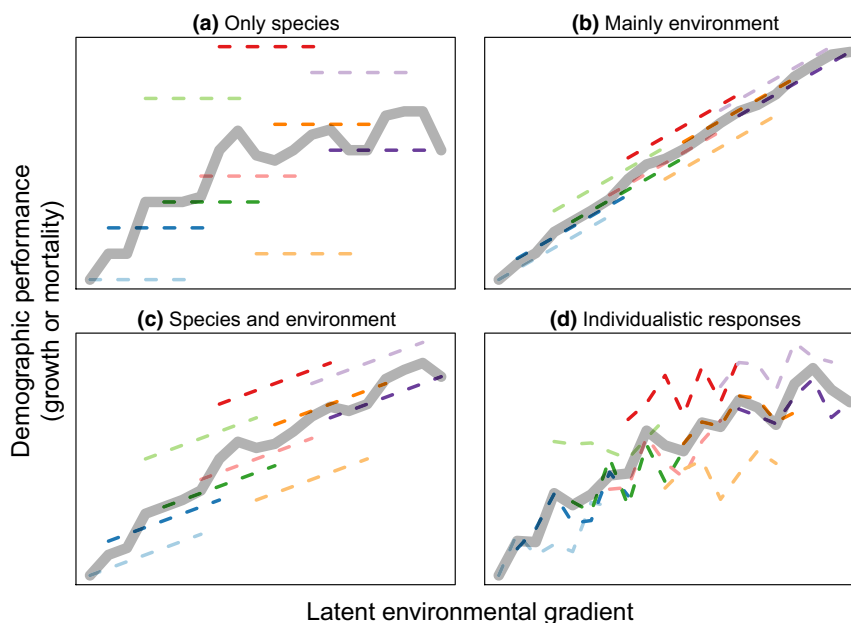 (a) Only species
(b) Mainly environment
(c) Species and environment
(d) Individualistic responses
Demographic performance
(growth or mortality)
Latent environmental gradient